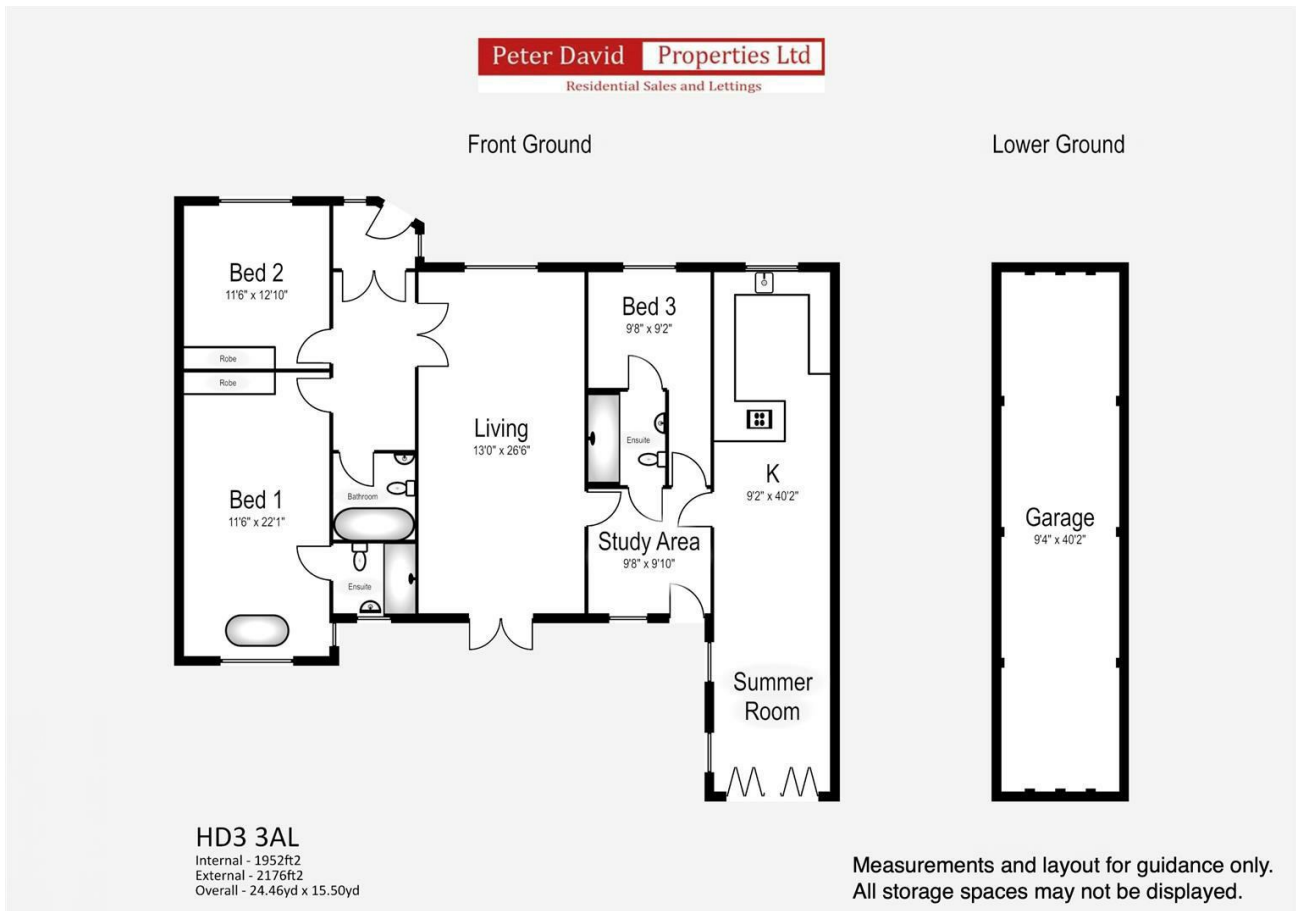 Peter David Properties Ltd
Residential Sales and Lettings
Front Ground
Lower Ground
Bed 2
11'6" x 12'10"
Robe
Robe
Bed 1
11'6" x 22'1"
Bathroom
Ensuite
Living
13'0" x 26'6"
Bed 3
9'8" x 9'2"
Ensuite
Study Area
9'8" x 9'10"
K
9'2" x 40'2"
Summer
Room
Garage
9'4" x 40'2"
HD3 3AL
Internal - 1952ft2
External - 2176ft2
Overall - 24.46yd x 15.50yd
Measurements and layout for guidance only.
All storage spaces may not be displayed.